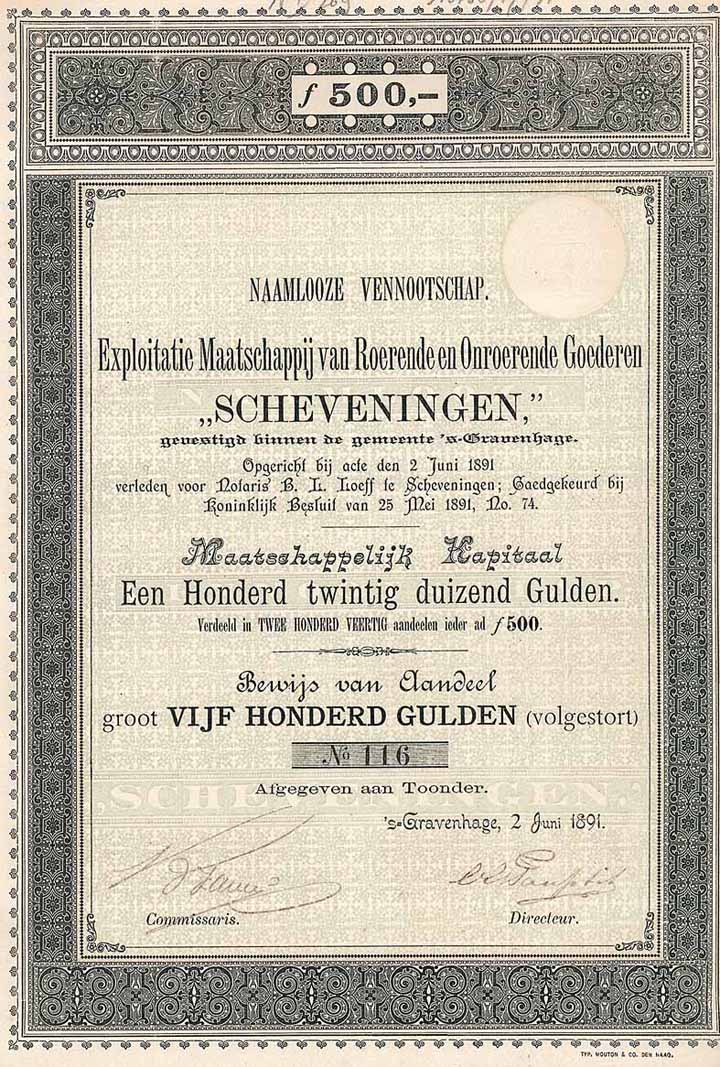 ƒ 500,–
NAAMLOOZE VENNOOTSCHAP.
Exploitatie Maatschappij van Roerende en Onroerende Goederen
„SCHEVENINGEN,”
gevestigd binnen de gemeente 's-Gravenhage.
Opgericht bij acte den 2 Juni 1891
verleden voor Notaris B. L. Loeff te Scheveningen; Goedgekeurd bij
Koninklijk Besluit van 25 Mei 1891, No. 74.
Maatschappelijk Kapitaal
Een Honderd twintig duizend Gulden.
Verdeeld in TWEE HONDERD VEERTIG aandeelen ieder ad ƒ 500.
Bewijs van Aandeel
groot VIJF HONDERD GULDEN (volgestort)
No 116
Afgegeven aan Toonder.
„SCHEVENINGEN,”
's-Gravenhage, 2 Juni 1891.
Commissaris. Directeur.
TYP. MOUTON & CO. DEN HAAG.